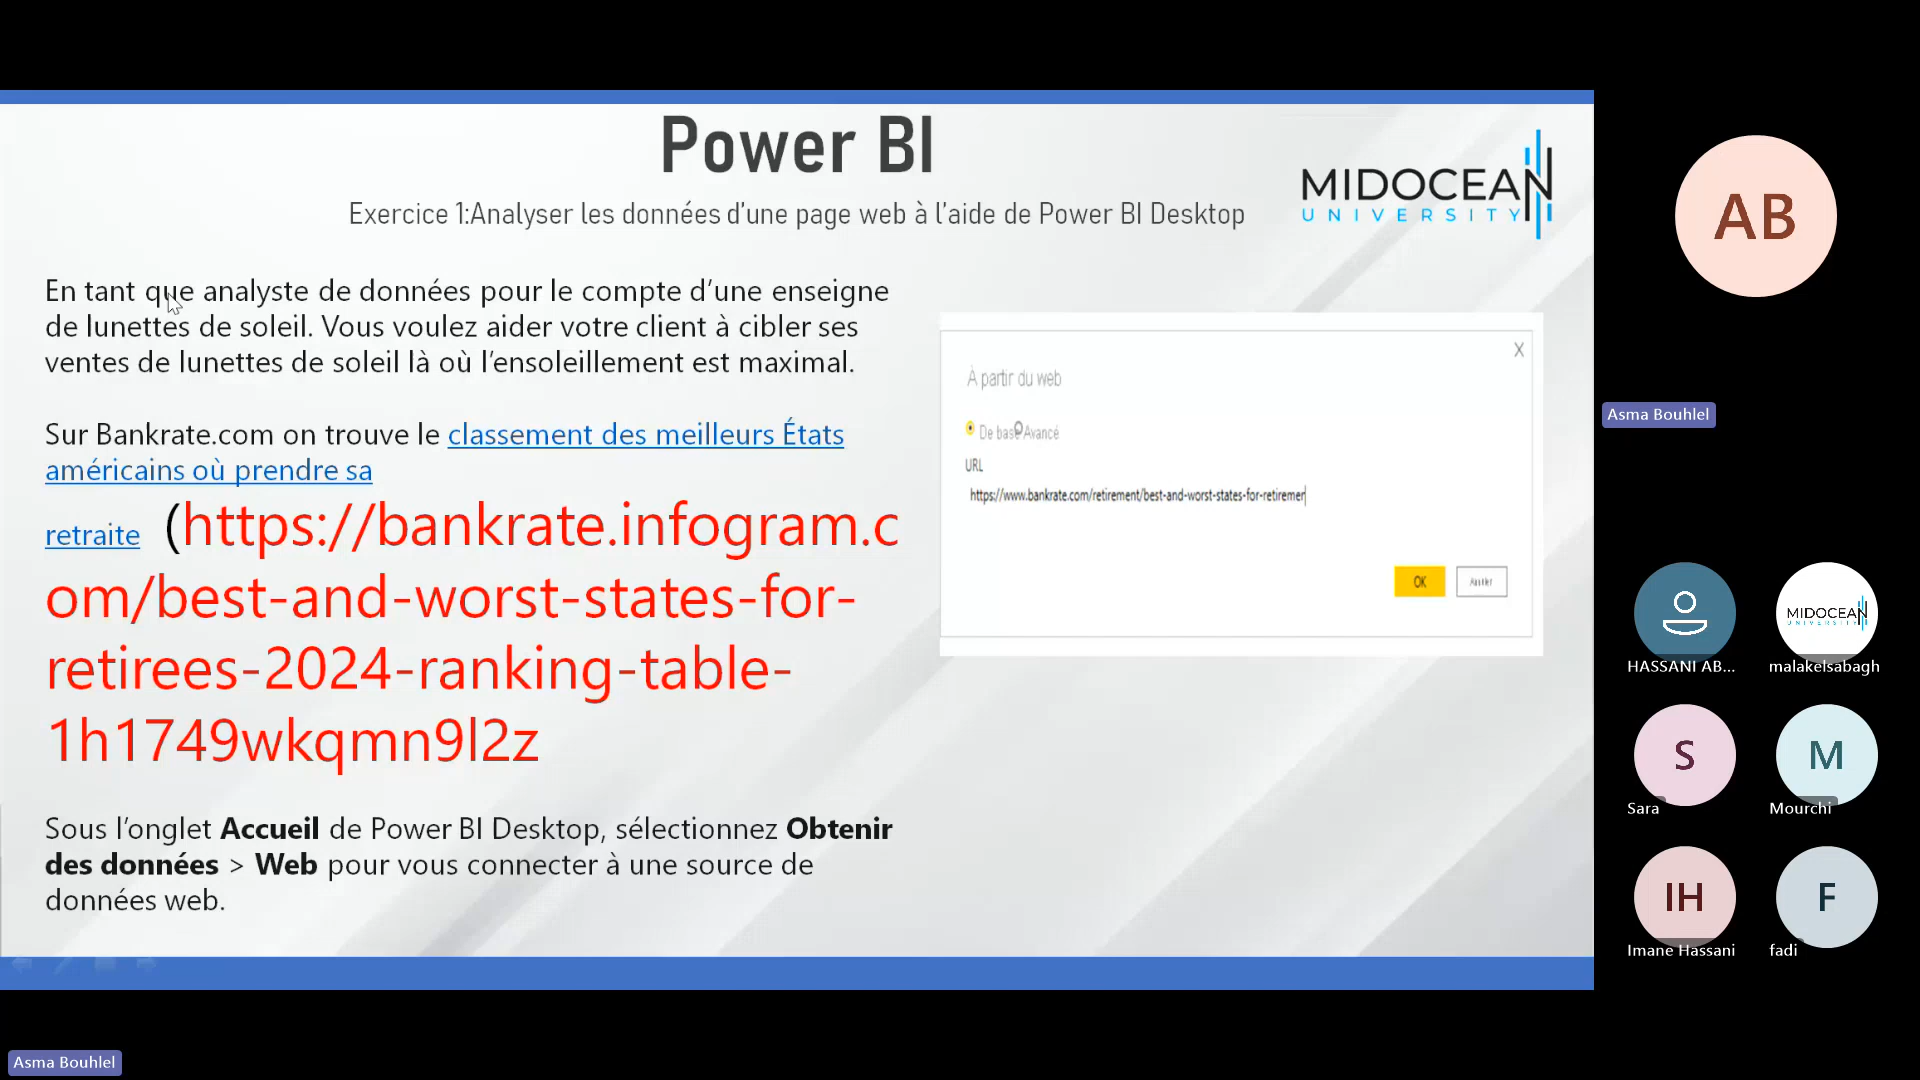 Power BI
Exercice 1:Analyser les données d'une page web à l'aide de Power BI Desktop
MIDOCEAN
UNIVERSITY
En tant que analyste de données pour le compte d'une enseigne
de lunettes de soleil. Vous voulez aider votre client à cibler ses
ventes de lunettes de soleil là où l'ensoleillement est maximal.
Sur Bankrate.com on trouve le classement des meilleurs États
américains où prendre sa
retraite (https://bankrate.infogram.c
om/best-and-worst-states-for-
retirees-2024-ranking-table-
1h1749wkqmn9l2z
Sous l'onglet Accueil de Power BI Desktop, sélectionnez Obtenir
des données > Web pour vous connecter à une source de
données web.
X
À partir du web
De base Avancé
URL
https://www.bankrate.com/retirement/best-and-worst-states-for-retiremer
OK
Annuler
AB
Asma Bouhlel
HASSANI AB...
MIDOCEAN
UNIVERSITY
malakelsabagh
S
Sara
M
Mourchi
IH
Imane Hassani
F
fadi
Asma Bouhlel